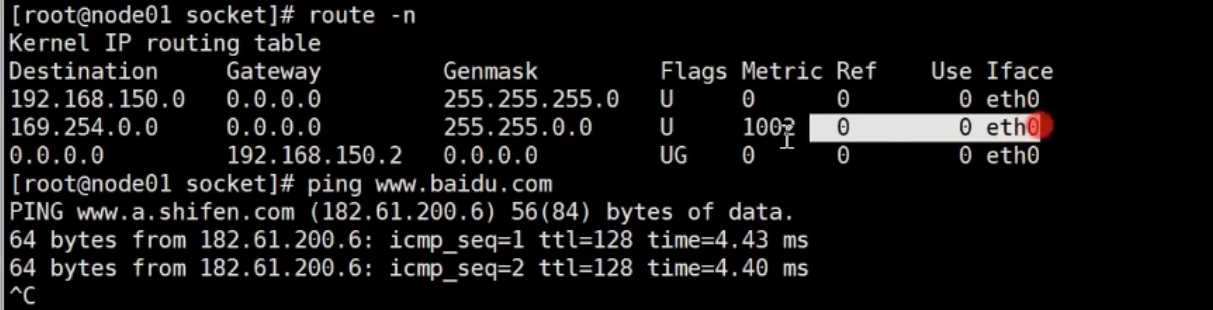 [root@node01 socket]# route -n
Kernel IP routing table
Destination     Gateway         Genmask         Flags Metric Ref    Use Iface
192.168.150.0   0.0.0.0         255.255.255.0   U     0      0        0 eth0
169.254.0.0     0.0.0.0         255.255.0.0     U     1002   0        0 eth0
0.0.0.0         192.168.150.2   0.0.0.0         UG    0      0        0 eth0
[root@node01 socket]# ping www.baidu.com
PING www.a.shifen.com (182.61.200.6) 56(84) bytes of data.
64 bytes from 182.61.200.6: icmp_seq=1 ttl=128 time=4.43 ms
64 bytes from 182.61.200.6: icmp_seq=2 ttl=128 time=4.40 ms
^C